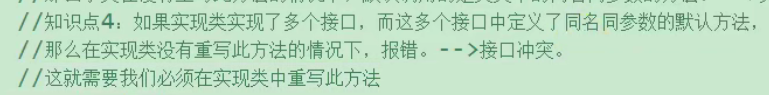 //知识点4：如果实现类实现了多个接口，而这多个接口中定义了同名同参数的默认方法，
//那么在实现类没有重写此方法的情况下，报错。-->接口冲突。
//这就需要我们必须在实现类中重写此方法